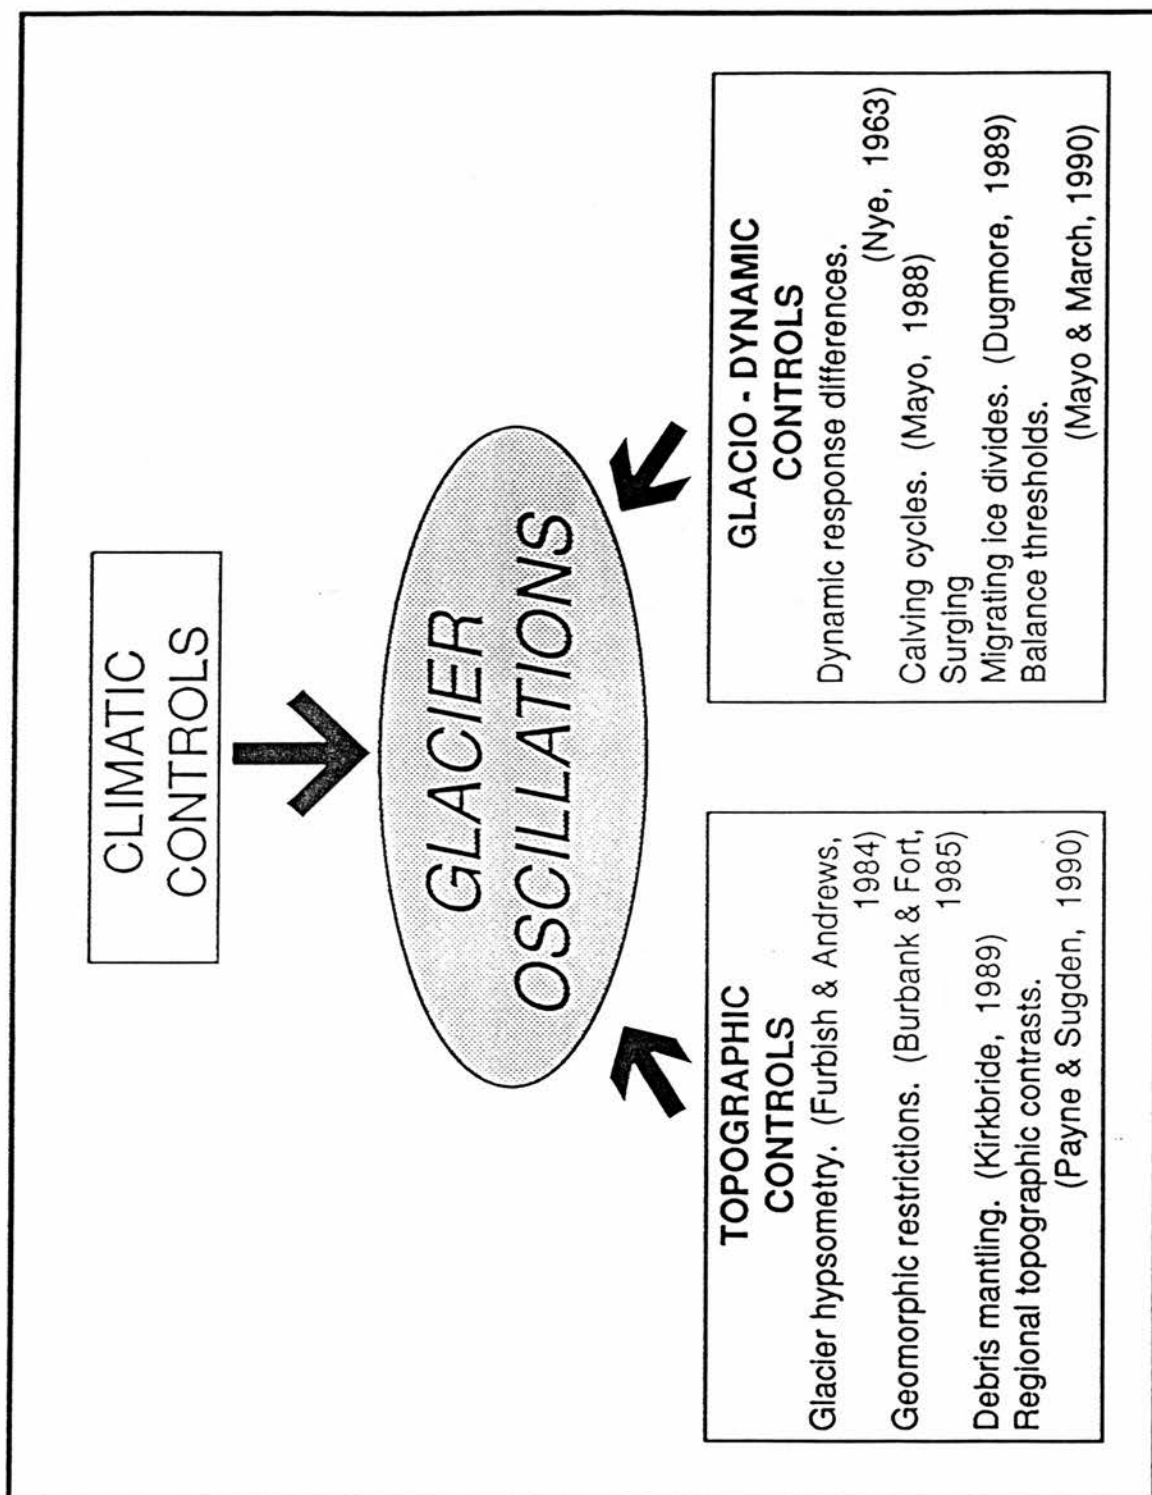 CLIMATIC
CONTROLS
GLACIER
OSCILLATIONS
TOPOGRAPHIC
CONTROLS
Glacier hypsometry. (Furbish & Andrews,
1984)
Geomorphic restrictions. (Burbank & Fort,
1985)
Debris mantling. (Kirkbride, 1989)
Regional topographic contrasts.
(Payne & Sugden, 1990)
GLACIO - DYNAMIC
CONTROLS
Dynamic response differences.
(Nye, 1963)
Calving cycles. (Mayo, 1988)
Surging
Migrating ice divides. (Dugmore, 1989)
Balance thresholds.
(Mayo & March, 1990)